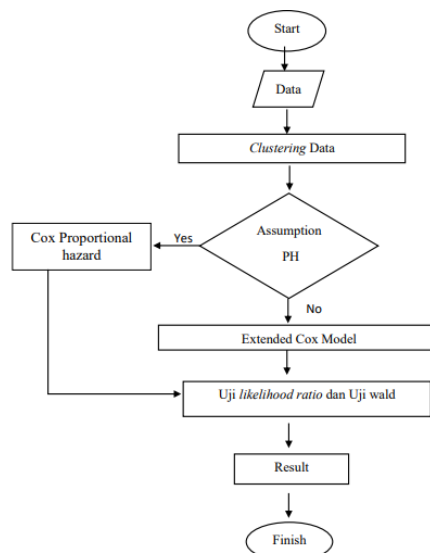 Start
Data
Clustering Data
Assumption
PH
Yes
Cox Proportional
hazard
No
Extended Cox Model
Uji likelihood ratio dan Uji wald
Result
Finish